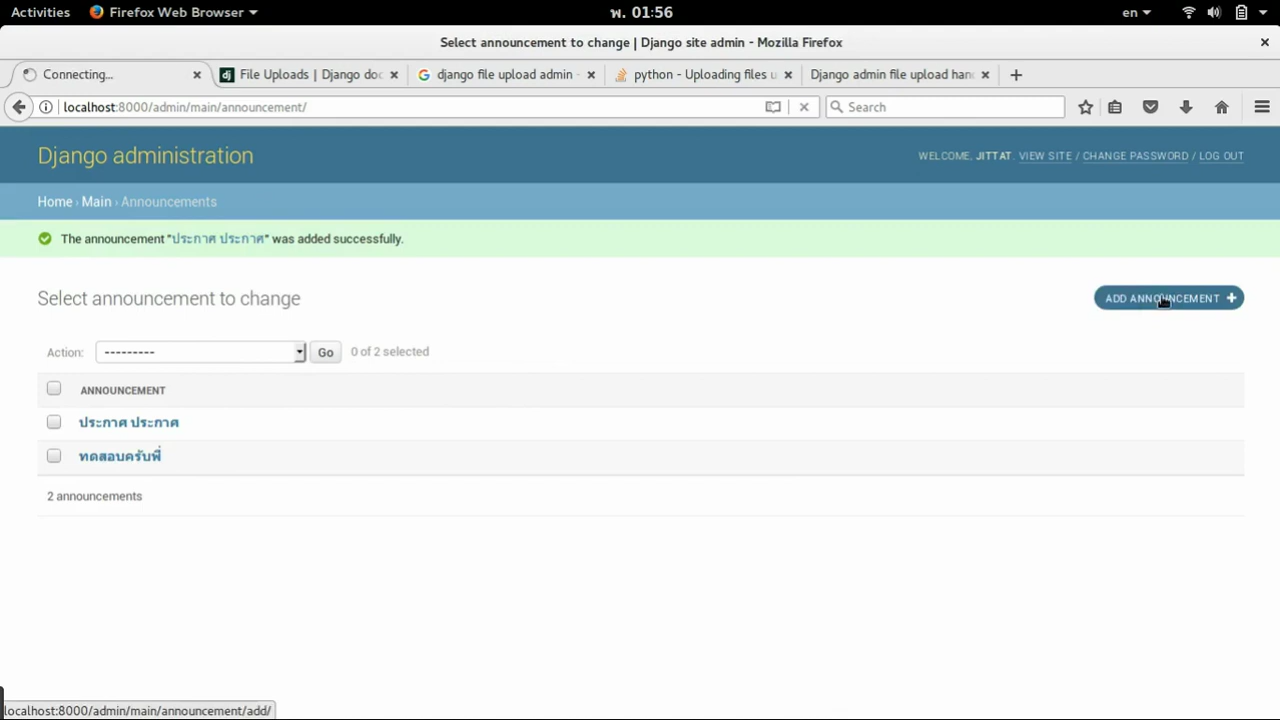 Activities Firefox Web Browser พ. 01:56 en
Select announcement to change | Django site admin - Mozilla Firefox
Connecting... File Uploads | Django doc django file upload admin - python - Uploading files u Django admin file upload han
localhost:8000/admin/main/announcement/ Search
Django administration WELCOME, JITTAT. VIEW SITE / CHANGE PASSWORD / LOG OUT
Home › Main › Announcements
The announcement "ประกาศ ประกาศ" was added successfully.
Select announcement to change ADD ANNOUNCEMENT +
Action: --------- Go 0 of 2 selected
ANNOUNCEMENT
ประกาศ ประกาศ
ทดสอบครับพี่
2 announcements
localhost:8000/admin/main/announcement/add/